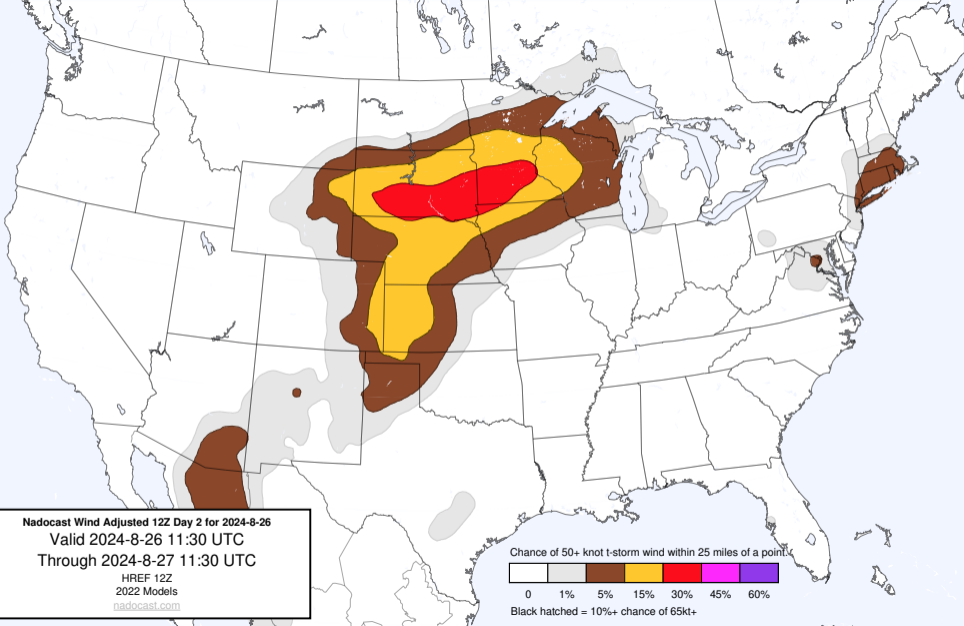 Nadocast Wind Adjusted 12Z Day 2 for 2024-8-26
Valid 2024-8-26 11:30 UTC
Through 2024-8-27 11:30 UTC
HREF 12Z
2022 Models
nadocast.com
Chance of 50+ knot t-storm wind within 25 miles of a point.
0 1% 5% 15% 30% 45% 60%
Black hatched = 10%+ chance of 65kt+